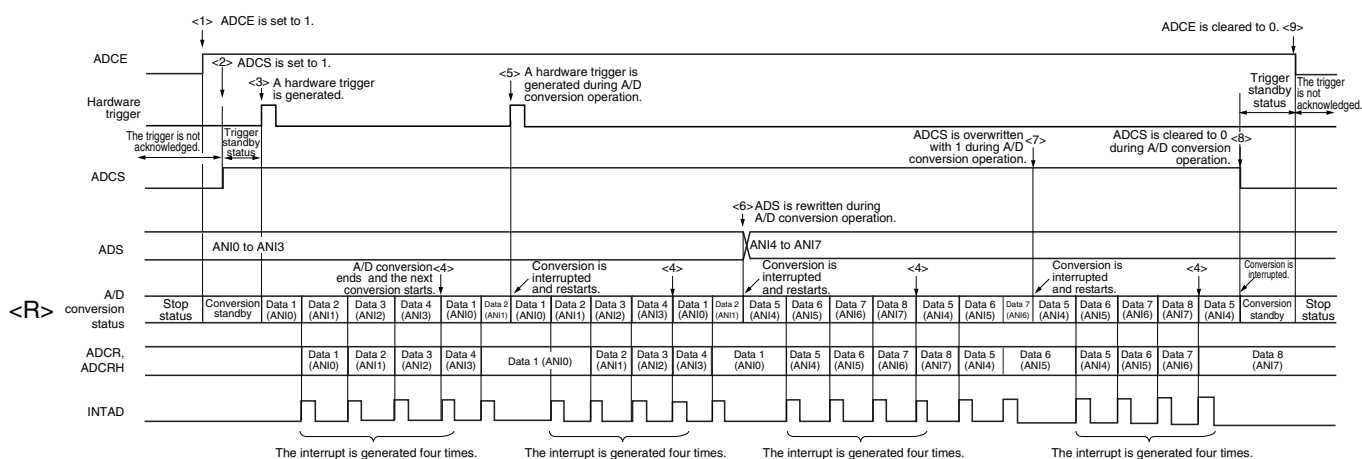 <1> ADCE is set to 1.
ADCE is cleared to 0. <9>
ADCE
<2> ADCS is set to 1.
<3> A hardware trigger
is generated.
<5> A hardware trigger is
generated during A/D
conversion operation.
Trigger
standby
status
The trigger
is not
acknowledged.
Hardware
trigger
The trigger is not
acknowledged.
Trigger
standby
status
ADCS is overwritten
with 1 during A/D
conversion operation.
<7>
ADCS is cleared to 0
during A/D conversion
operation.
<8>
ADCS
<6> ADS is rewritten during
A/D conversion operation.
ADS
ANI0 to ANI3
ANI4 to ANI7
A/D conversion
ends and the next
conversion starts.
<4>
Conversion is
interrupted
and restarts.
<4>
Conversion is
interrupted
and restarts.
<4>
Conversion is
interrupted
and restarts.
<4>
Conversion is
interrupted.
<R>
A/D
conversion
status
Stop
status
Conversion
standby
Data 1
(ANI0)
Data 2
(ANI1)
Data 3
(ANI2)
Data 4
(ANI3)
Data 1
(ANI0)
Data 2
(ANI1)
Data 1
(ANI0)
Data 2
(ANI1)
Data 3
(ANI2)
Data 4
(ANI3)
Data 1
(ANI0)
Data 2
(ANI1)
Data 5
(ANI4)
Data 6
(ANI5)
Data 7
(ANI6)
Data 8
(ANI7)
Data 5
(ANI4)
Data 6
(ANI5)
Data 7
(ANI6)
Data 5
(ANI4)
Data 6
(ANI5)
Data 7
(ANI6)
Data 8
(ANI7)
Data 5
(ANI4)
Conversion
standby
Stop
status
ADCR,
ADCRH
Data 1
(ANI0)
Data 2
(ANI1)
Data 3
(ANI2)
Data 4
(ANI3)
Data 1 (ANI0)
Data 2
(ANI1)
Data 3
(ANI2)
Data 4
(ANI3)
Data 1
(ANI0)
Data 5
(ANI4)
Data 6
(ANI5)
Data 7
(ANI6)
Data 8
(ANI7)
Data 5
(ANI4)
Data 6
(ANI5)
Data 5
(ANI4)
Data 6
(ANI5)
Data 7
(ANI6)
Data 8
(ANI7)
INTAD
The interrupt is generated four times.
The interrupt is generated four times.
The interrupt is generated four times.
The interrupt is generated four times.